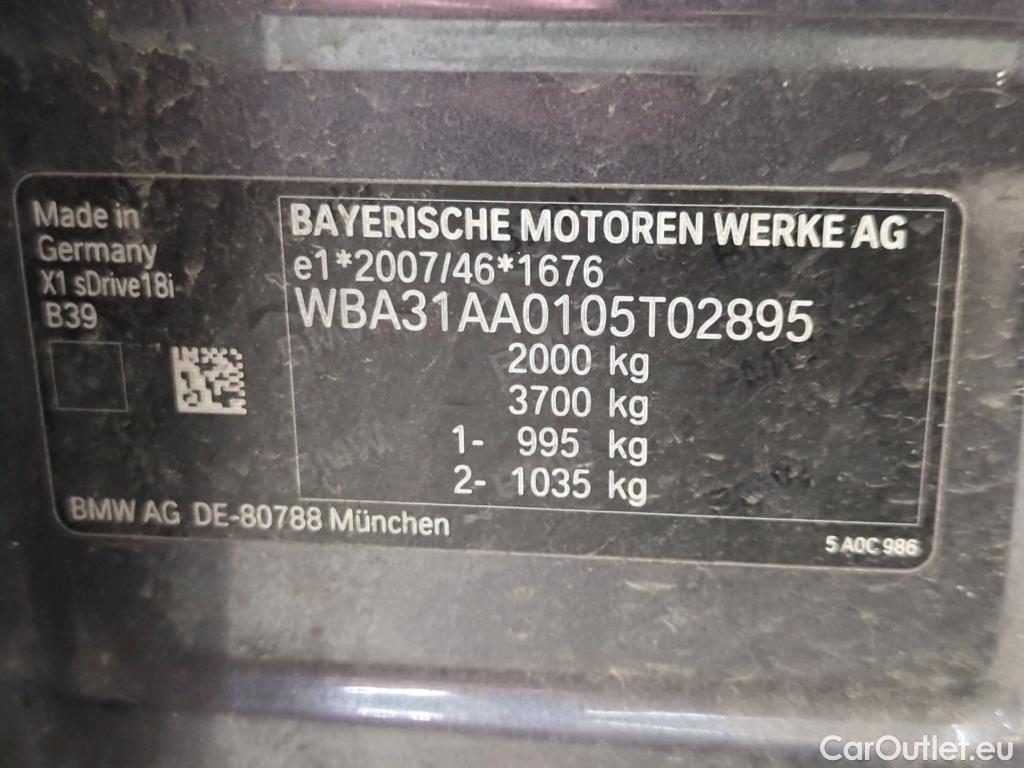 Made in
Germany
X1 sDrive18i
B39
BAYERISCHE MOTOREN WERKE AG
e1*2007/46*1676
WBA31AA0105T02895
2000 kg
3700 kg
1- 995 kg
2- 1035 kg
BMW AG DE-80788 München
5 A0C 986
CarOutlet.eu